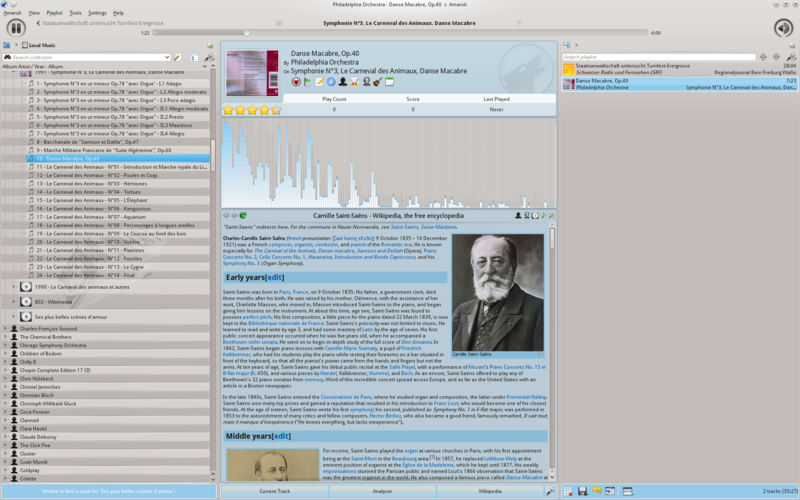 Philadelphia Orchestra - Danse Macabre, Op.40 :: Amarok
Amarok View Playlist Tools Settings Help
Staatsanwaltschaft untersucht Turnfest-Ereignisse
Symphonie N°3, Le Carneval des Animaux, Danse Macabre
1:22
-6:00
Local Music
Search collection
Album Artist / Year - Album
1991 - Symphonie N°3, Le Carneval des Animaux, Danse Macabre
1 - Symphonie N°3 en ut mineur Op.78 "avec Orgue" - I.1 Adagio
2 - Symphonie N°3 en ut mineur Op.78 "avec Orgue" - I.2 Allegro moderato
3 - Symphonie N°3 en ut mineur Op.78 "avec Orgue" - I.3 Poco adagio
4 - Symphonie N°3 en ut mineur Op.78 "avec Orgue" - II.1 Allegro moderato
5 - Symphonie N°3 en ut mineur Op.78 "avec Orgue" - II.2 Presto
6 - Symphonie N°3 en ut mineur Op.78 "avec Orgue" - II.3 Maestoso
7 - Symphonie N°3 en ut mineur Op.78 "avec Orgue" - II.4 Allegro
8 - Bacchanale de "Samson et Dalila", Op.47
9 - Marche Militaire Francaise de "Suite Algérienne", Op.60
10 - Danse Macabre, Op.40
11 - Le Carneval des Animaux - N°01 - Introduction et Marche royale du Li...
12 - Le Carneval des Animaux - N°02 - Poules et Coqs
13 - Le Carneval des Animaux - N°03 - Hémiones
14 - Le Carneval des Animaux - N°04 - Tortues
15 - Le Carneval des Animaux - N°05 - L'Éléphant
16 - Le Carneval des Animaux - N°06 - Kangourous
17 - Le Carneval des Animaux - N°07 - Aquarium
18 - Le Carneval des Animaux - N°08 - Personnages à longues oreilles
19 - Le Carneval des Animaux - N°09 - Le Coucou au fond des bois
20 - Le Carneval des Animaux - N°10 - Volière
21 - Le Carneval des Animaux - N°11 - Pianistes
22 - Le Carneval des Animaux - N°12 - Fossiles
23 - Le Carneval des Animaux - N°13 - Le Cygne
24 - Le Carneval des Animaux - N°14 - Final
1990 - Le Carneval des animaux et autres
802 - Wikimedia
Ses plus belles scènes d'amour
Charles-François Gounod
The Chemical Brothers
Chicago Symphony Orchestra
Children of Bodom
Chilly D
Chopin Complete Edition 17 CD
Chris Holsbeck
Christal Jenniches
Christian Bloch
Christoph Willibald Gluck
Circa-Forever
Clannad
Clara Haskil
Claude Debussy
The Click Five
Cluster
Coati Mundi
Coldplay
Colette
Unable to find a cover for 'Ses plus belles scènes d'amour'.
Danse Macabre, Op.40
By Philadelphia Orchestra
On Symphonie N°3, Le Carneval des Animaux, Danse Macabre
Play Count Score Last Played
0 0 Never
Camille Saint-Saëns - Wikipedia, the free encyclopedia
"Saint-Saens" redirects here. For the commune in Haute-Normandie, see Saint-Saëns, Seine-Maritime.
Charles-Camille Saint-Saëns (French pronunciation: [ʃaʁl kamij sɛ̃sɑ̃s]; 9 October 1835 – 16 December
1921) was a French composer, organist, conductor, and pianist of the Romantic era. He is known
especially for The Carnival of the Animals, Danse macabre, Samson and Delilah (Opera), Piano
Concerto No. 2, Cello Concerto No. 1, Havanaise, Introduction and Rondo Capriccioso, and his
Symphony No. 3 (Organ Symphony).
Camille Saint-Saëns
Early years[edit]
Saint-Saëns was born in Paris, France, on 9 October 1835. His father, a government clerk, died
three months after his birth. He was raised by his mother, Clémence, with the assistance of her
aunt, Charlotte Masson, who moved in. Masson introduced Saint-Saëns to the piano, and began
giving him lessons on the instrument. At about this time, age two, Saint-Saëns was found to
possess perfect pitch. His first composition, a little piece for the piano dated 22 March 1839, is now
kept in the Bibliothèque nationale de France. Saint-Saëns's precocity was not limited to music. He
learned to read and write by age 3, and had some mastery of Latin by the age of seven. His first
public concert appearance occurred when he was five years old, when he accompanied a
Beethoven violin sonata. He went on to begin in-depth study of the full score of Don Giovanni. In
1842, Saint-Saëns began piano lessons with Camille-Marie Stamaty, a pupil of Friedrich
Kalkbrenner, who had his students play the piano while resting their forearms on a bar situated in
front of the keyboard, so that all the pianist's power came from the hands and fingers but not the
arms. At ten years of age, Saint-Saëns gave his debut public recital at the Salle Pleyel, with a performance of Mozart's Piano Concerto No. 15 in
B-flat major (K. 450), and various pieces by Handel, Kalkbrenner, Hummel, and Bach. As an encore, Saint-Saëns offered to play any of
Beethoven's 32 piano sonatas from memory. Word of this incredible concert spread across Europe, and as far as the United States with an
article in a Boston newspaper.
In the late 1840s, Saint-Saëns entered the Conservatoire de Paris, where he studied organ and composition, the latter under Fromental Halévy.
Saint-Saëns won many top prizes and gained a reputation that resulted in his introduction to Franz Liszt, who would become one of his closest
friends. At the age of sixteen, Saint-Saëns wrote his first symphony; his second, published as Symphony No. 1 in E-flat major, was performed in
1853 to the astonishment of many critics and fellow composers. Hector Berlioz, who also became a good friend, famously remarked, Il sait tout,
mais il manque d'inexpérience ("He knows everything, but lacks inexperience").
Middle years[edit]
For income, Saint-Saëns played the organ at various churches in Paris, with his first appointment
being at the Saint-Merri in the Beaubourg area.[1] In 1857, he replaced Lefébure-Wely at the
eminent position of organist at the Église de la Madeleine, which he kept until 1877. His weekly
improvisations stunned the Parisian public and earned Liszt's 1866 observation that Saint-Saëns
was the greatest organist in the world. He also composed a famous piece called Danse Macabre
Current Track Analyzer Wikipedia
Search playlist
Staatsanwaltschaft untersucht Turnfest-Ereignisse 28:04
Schweizer Radio und Fernsehen (SRF) Regionaljournal Bern Freiburg Wallis
Danse Macabre, Op.40 7:23
Philadelphia Orchestra Symphonie N°3, Le Carneval des Animaux, Danse Macabre
2 tracks (35:27)